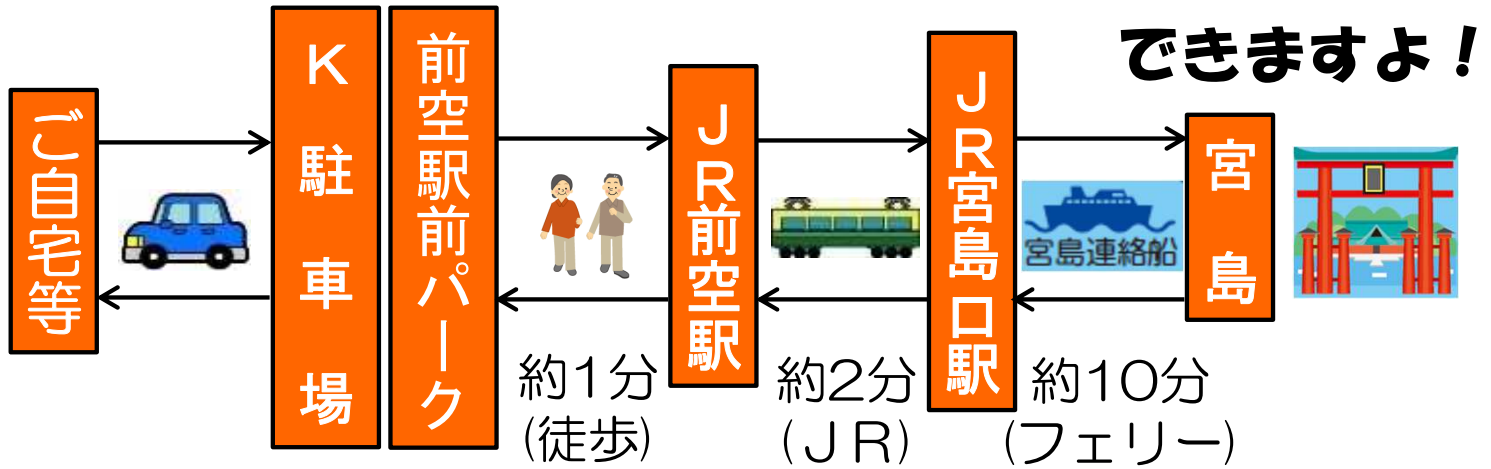 できますよ！
ご自宅等
Ｋ駐車場
前空駅前パーク
ＪＲ前空駅
ＪＲ宮島口駅
宮島
宮島連絡船
約1分
(徒歩)
約2分
(ＪＲ)
約10分
(フェリー)